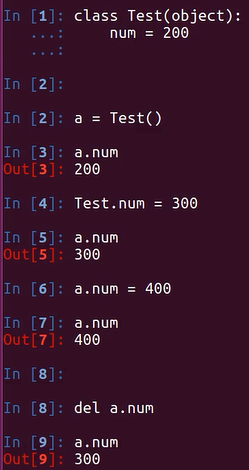 In [1]: class Test(object):
   ...:     num = 200
   ...:
In [2]:
In [2]: a = Test()
In [3]: a.num
Out[3]: 200
In [4]: Test.num = 300
In [5]: a.num
Out[5]: 300
In [6]: a.num = 400
In [7]: a.num
Out[7]: 400
In [8]:
In [8]: del a.num
In [9]: a.num
Out[9]: 300